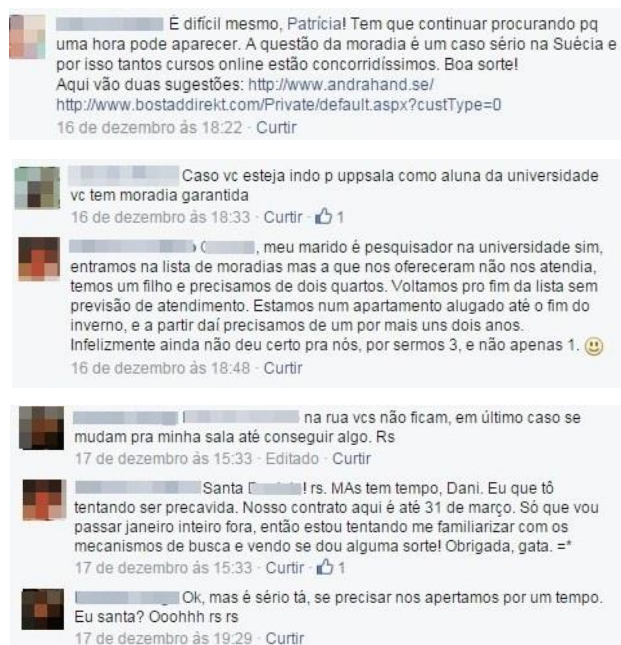 É difícil mesmo, Patrícia! Tem que continuar procurando pq
uma hora pode aparecer. A questão da moradia é um caso sério na Suécia e
por isso tantos cursos online estão concorridíssimos. Boa sorte!
Aqui vão duas sugestões: http://www.andrahand.se/
http://www.bostaddirekt.com/Private/default.aspx?custType=0
16 de dezembro às 18:22 · Curtir
Caso vc esteja indo p uppsala como aluna da universidade
vc tem moradia garantida
16 de dezembro às 18:33 · Curtir · 1
, meu marido é pesquisador na universidade sim,
entramos na lista de moradias mas a que nos ofereceram não nos atendia,
temos um filho e precisamos de dois quartos. Voltamos pro fim da lista sem
previsão de atendimento. Estamos num apartamento alugado até o fim do
inverno, e a partir daí precisamos de um por mais uns dois anos.
Infelizmente ainda não deu certo pra nós, por sermos 3, e não apenas 1.
16 de dezembro às 18:48 · Curtir
na rua vcs não ficam, em último caso se
mudam pra minha sala até conseguir algo. Rs
17 de dezembro às 15:33 · Editado · Curtir
Santa ! rs. MAs tem tempo, Dani. Eu que tô
tentando ser precavida. Nosso contrato aqui é até 31 de março. Só que vou
passar janeiro inteiro fora, então estou tentando me familiarizar com os
mecanismos de busca e vendo se dou alguma sorte! Obrigada, gata. =*
17 de dezembro às 15:33 · Curtir · 1
Ok, mas é sério tá, se precisar nos apertamos por um tempo.
Eu santa? Ooohhh rs rs
17 de dezembro às 19:29 · Curtir